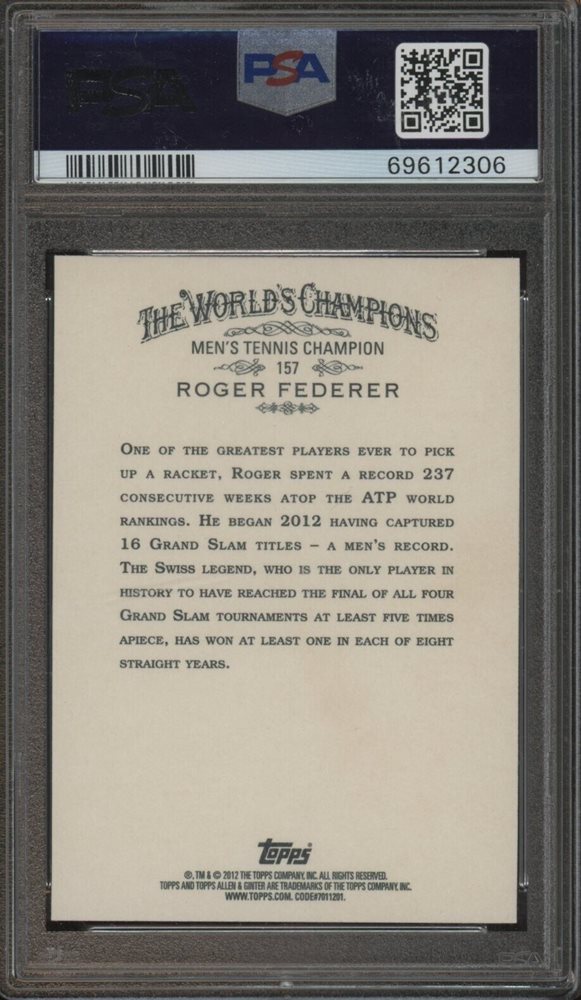 PSA
PSA
69612306
THE WORLD'S CHAMPIONS
MEN'S TENNIS CHAMPION
157
ROGER FEDERER
ONE OF THE GREATEST PLAYERS EVER TO PICK
UP A RACKET, ROGER SPENT A RECORD 237
CONSECUTIVE WEEKS ATOP THE ATP WORLD
RANKINGS. HE BEGAN 2012 HAVING CAPTURED
16 GRAND SLAM TITLES – A MEN'S RECORD.
THE SWISS LEGEND, WHO IS THE ONLY PLAYER IN
HISTORY TO HAVE REACHED THE FINAL OF ALL FOUR
GRAND SLAM TOURNAMENTS AT LEAST FIVE TIMES
APIECE, HAS WON AT LEAST ONE IN EACH OF EIGHT
STRAIGHT YEARS.
Topps
®, TM & © 2012 THE TOPPS COMPANY, INC. ALL RIGHTS RESERVED.
TOPPS AND TOPPS ALLEN & GINTER ARE TRADEMARKS OF THE TOPPS COMPANY, INC.
WWW.TOPPS.COM. CODE#7011201.
PSA